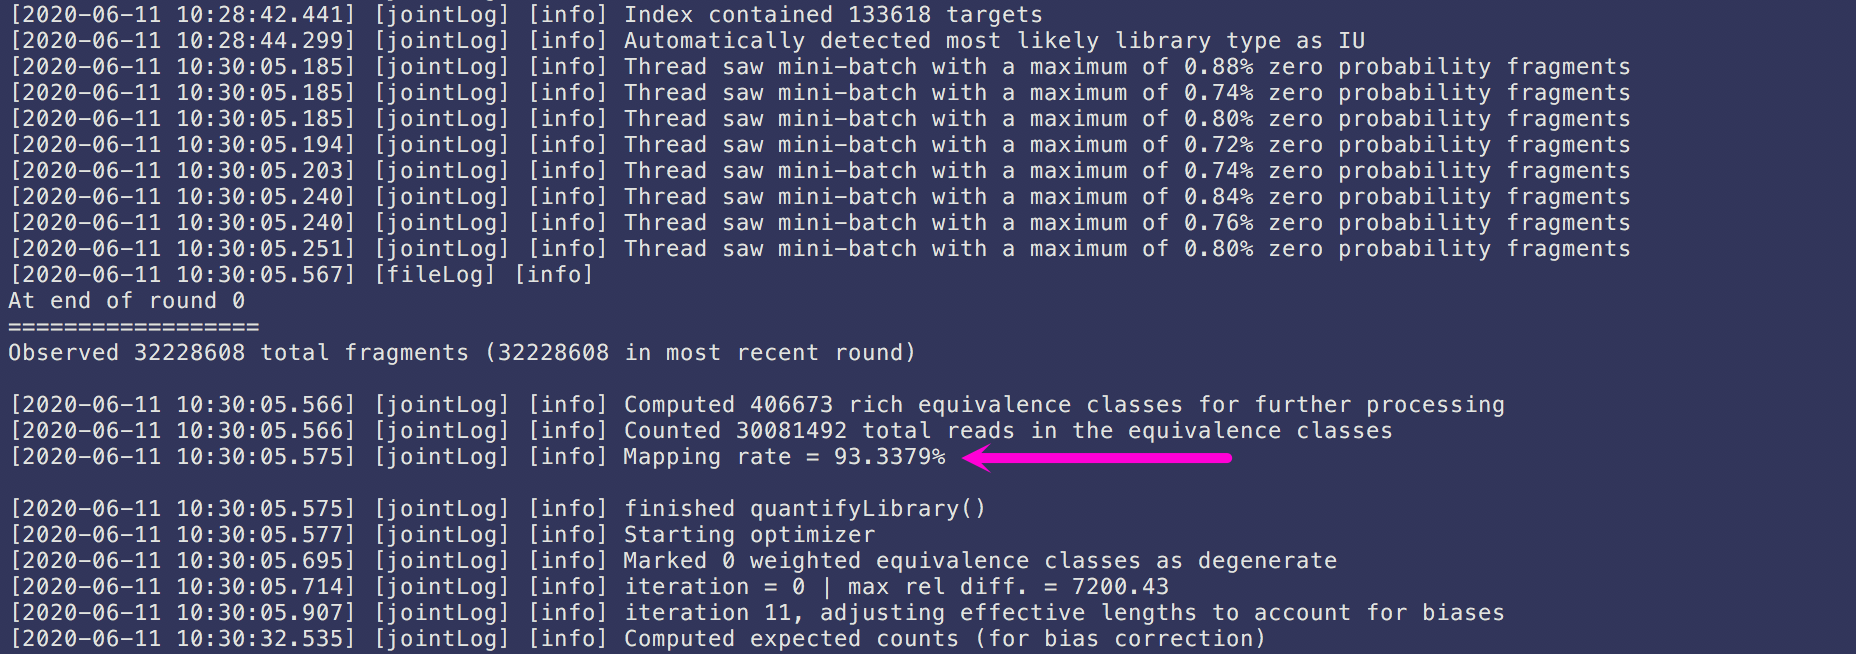 [2020-06-11 10:28:42.441] [jointLog] [info] Index contained 133618 targets
[2020-06-11 10:28:44.299] [jointLog] [info] Automatically detected most likely library type as IU
[2020-06-11 10:30:05.185] [jointLog] [info] Thread saw mini-batch with a maximum of 0.88% zero probability fragments
[2020-06-11 10:30:05.185] [jointLog] [info] Thread saw mini-batch with a maximum of 0.74% zero probability fragments
[2020-06-11 10:30:05.185] [jointLog] [info] Thread saw mini-batch with a maximum of 0.80% zero probability fragments
[2020-06-11 10:30:05.194] [jointLog] [info] Thread saw mini-batch with a maximum of 0.72% zero probability fragments
[2020-06-11 10:30:05.203] [jointLog] [info] Thread saw mini-batch with a maximum of 0.74% zero probability fragments
[2020-06-11 10:30:05.240] [jointLog] [info] Thread saw mini-batch with a maximum of 0.84% zero probability fragments
[2020-06-11 10:30:05.240] [jointLog] [info] Thread saw mini-batch with a maximum of 0.76% zero probability fragments
[2020-06-11 10:30:05.251] [jointLog] [info] Thread saw mini-batch with a maximum of 0.80% zero probability fragments
[2020-06-11 10:30:05.567] [fileLog] [info]
At end of round 0
==================
Observed 32228608 total fragments (32228608 in most recent round)
[2020-06-11 10:30:05.566] [jointLog] [info] Computed 406673 rich equivalence classes for further processing
[2020-06-11 10:30:05.566] [jointLog] [info] Counted 30081492 total reads in the equivalence classes
[2020-06-11 10:30:05.575] [jointLog] [info] Mapping rate = 93.3379%
[2020-06-11 10:30:05.575] [jointLog] [info] finished quantifyLibrary()
[2020-06-11 10:30:05.577] [jointLog] [info] Starting optimizer
[2020-06-11 10:30:05.695] [jointLog] [info] Marked 0 weighted equivalence classes as degenerate
[2020-06-11 10:30:05.714] [jointLog] [info] iteration = 0 | max rel diff. = 7200.43
[2020-06-11 10:30:05.907] [jointLog] [info] iteration 11, adjusting effective lengths to account for biases
[2020-06-11 10:30:32.535] [jointLog] [info] Computed expected counts (for bias correction)